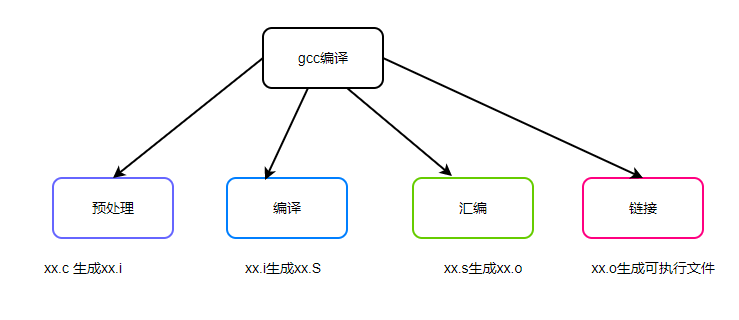 gcc编译
预处理
编译
汇编
链接
xx.c 生成xx.i
xx.i生成xx.S
xx.s生成xx.o
xx.o生成可执行文件